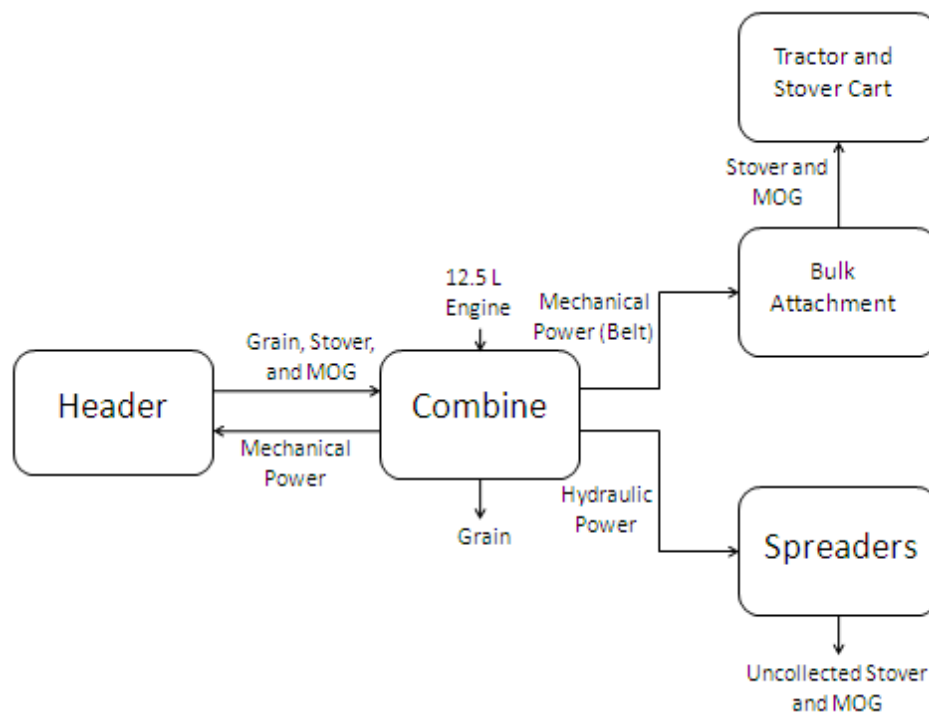 Tractor and
Stover Cart
Stover and
MOG
Bulk
Attachment
12.5 L
Engine
Mechanical
Power (Belt)
Grain, Stover,
and MOG
Header
Combine
Mechanical
Power
Grain
Hydraulic
Power
Spreaders
Uncollected Stover
and MOG